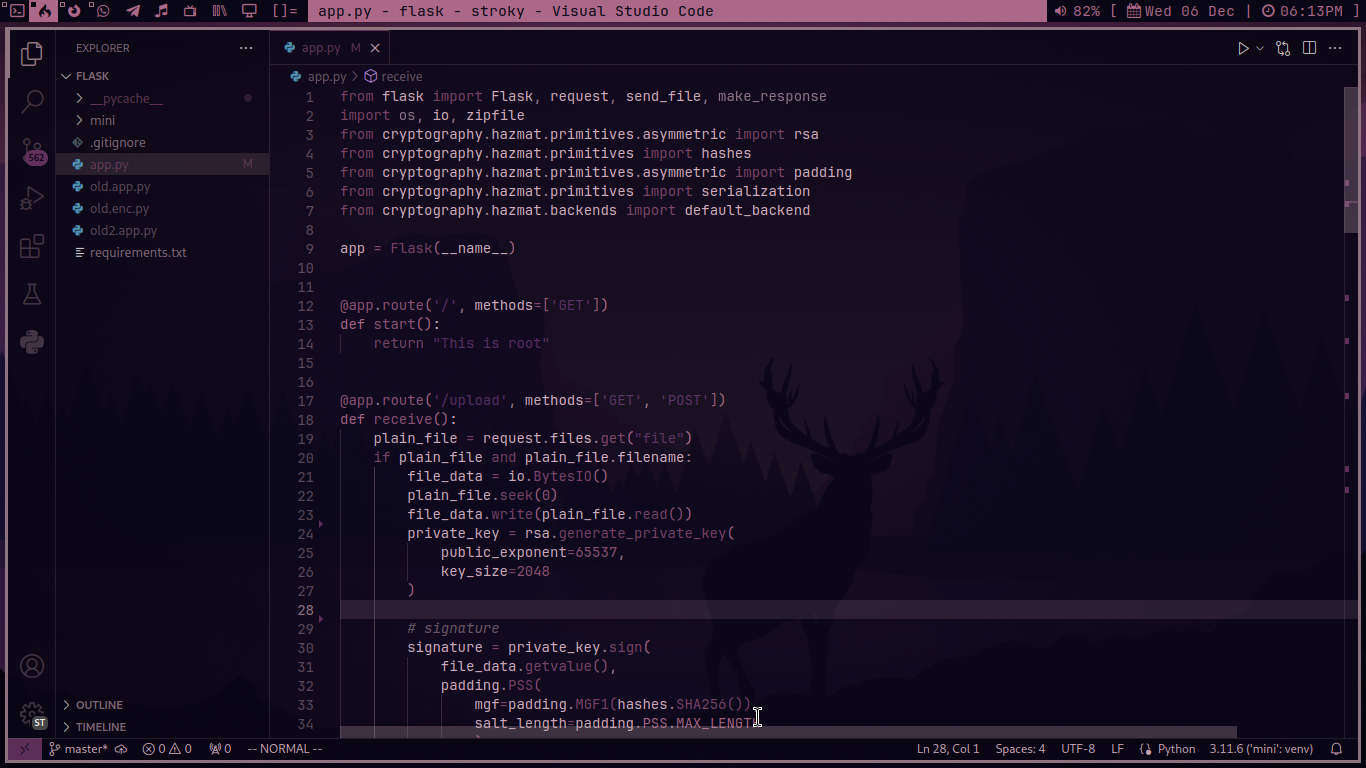 []=
app.py - flask - stroky - Visual Studio Code
82% [ Wed 06 Dec | 06:13PM ]
EXPLORER
FLASK
__pycache__
mini
.gitignore
app.py M
old.app.py
old.enc.py
old2.app.py
requirements.txt
OUTLINE
TIMELINE
562
ST
app.py M
app.py > receive
1 from flask import Flask, request, send_file, make_response
2 import os, io, zipfile
3 from cryptography.hazmat.primitives.asymmetric import rsa
4 from cryptography.hazmat.primitives import hashes
5 from cryptography.hazmat.primitives.asymmetric import padding
6 from cryptography.hazmat.primitives import serialization
7 from cryptography.hazmat.backends import default_backend
8
9 app = Flask(__name__)
10
11
12 @app.route('/', methods=['GET'])
13 def start():
14     return "This is root"
15
16
17 @app.route('/upload', methods=['GET', 'POST'])
18 def receive():
19     plain_file = request.files.get("file")
20     if plain_file and plain_file.filename:
21         file_data = io.BytesIO()
22         plain_file.seek(0)
23         file_data.write(plain_file.read())
24         private_key = rsa.generate_private_key(
25             public_exponent=65537,
26             key_size=2048
27         )
28
29         # signature
30         signature = private_key.sign(
31             file_data.getvalue(),
32             padding.PSS(
33                 mgf=padding.MGF1(hashes.SHA256()),
34                 salt_length=padding.PSS.MAX_LENGTH
master* 0 0 0 -- NORMAL -- Ln 28, Col 1 Spaces: 4 UTF-8 LF Python 3.11.6 ('mini': venv)